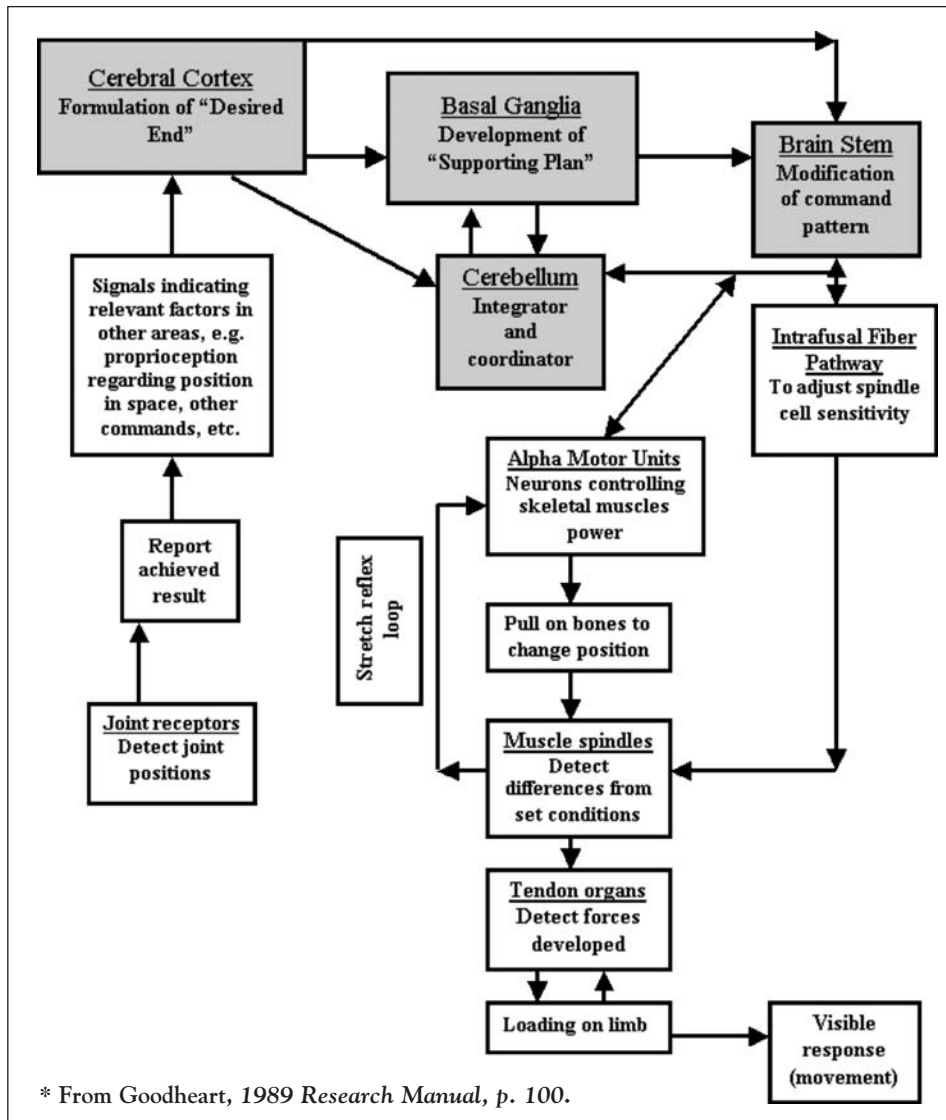 Cerebral Cortex
Formulation of “Desired
End”
Basal Ganglia
Development of
“Supporting Plan”
Brain Stem
Modification
of command
pattern
Cerebellum
Integrator
and
coordinator
Signals indicating
relevant factors in
other areas, e.g.
proprioception
regarding position
in space, other
commands, etc.
Intrafusal Fiber
Pathway
To adjust spindle
cell sensitivity
Alpha Motor Units
Neurons controlling
skeletal muscles
power
Report
achieved
result
Stretch reflex
loop
Pull on bones to
change position
Joint receptors
Detect joint
positions
Muscle spindles
Detect
differences from
set conditions
Tendon organs
Detect forces
developed
Loading on limb
Visible
response
(movement)
* From Goodheart, 1989 Research Manual, p. 100.